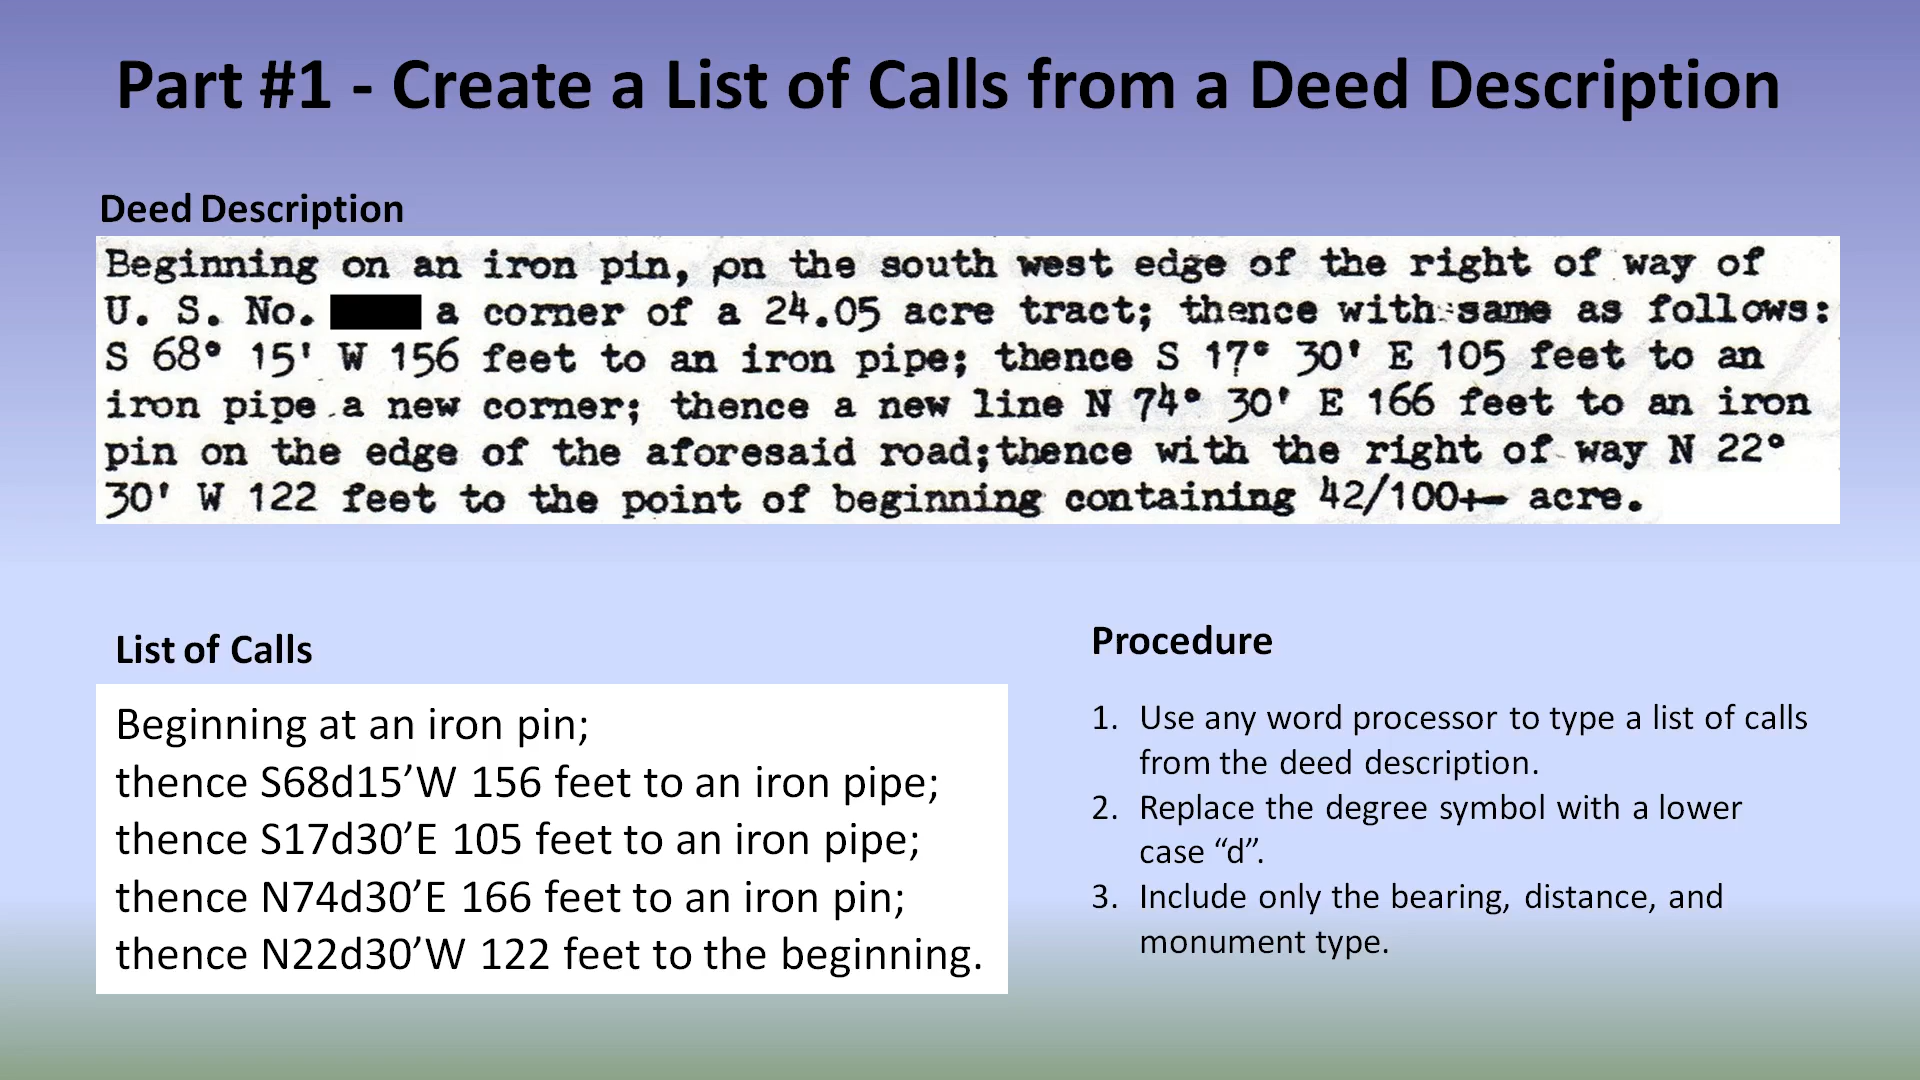 Part #1 - Create a List of Calls from a Deed Description
Deed Description
Beginning on an iron pin, on the south west edge of the right of way of
U. S. No. a corner of a 24.05 acre tract; thence with same as follows:
S 68° 15' W 156 feet to an iron pipe; thence S 17° 30' E 105 feet to an
iron pipe a new corner; thence a new line N 74° 30' E 166 feet to an iron
pin on the edge of the aforesaid road;thence with the right of way N 22°
30' W 122 feet to the point of beginning containing 42/100+- acre.
List of Calls
Beginning at an iron pin;
thence S68d15’W 156 feet to an iron pipe;
thence S17d30’E 105 feet to an iron pipe;
thence N74d30’E 166 feet to an iron pin;
thence N22d30’W 122 feet to the beginning.
Procedure
1. Use any word processor to type a list of calls
from the deed description.
2. Replace the degree symbol with a lower
case “d”.
3. Include only the bearing, distance, and
monument type.